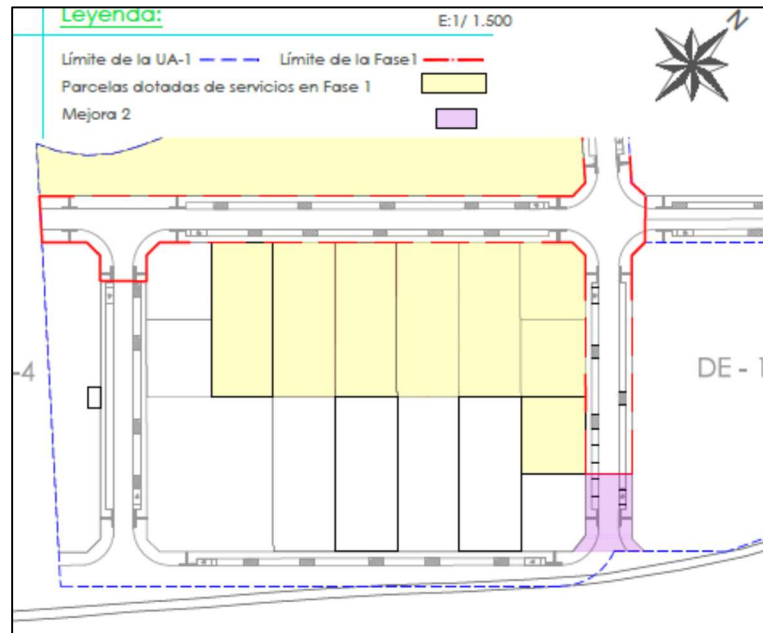 Leyenda:
E:1/ 1.500
N
Límite de la UA-1
Límite de la Fase1
Parcelas dotadas de servicios en Fase 1
Mejora 2
-4
DE - 1